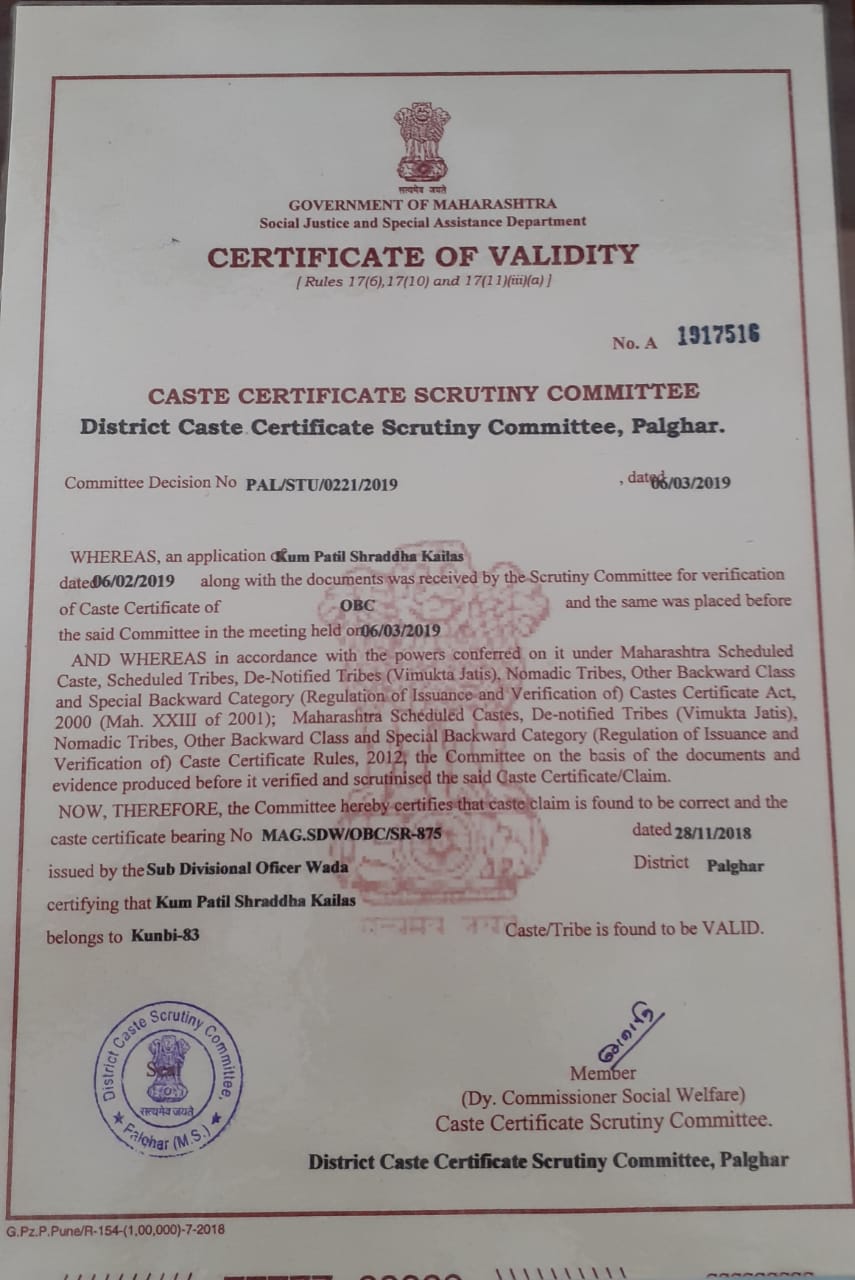 सत्यमेव जयते
GOVERNMENT OF MAHARASHTRA
Social Justice and Special Assistance Department
CERTIFICATE OF VALIDITY
[ Rules 17(6),17(10) and 17(11)(iii)(a) ]
No. A 1917516
CASTE CERTIFICATE SCRUTINY COMMITTEE
District Caste Certificate Scrutiny Committee, Palghar.
Committee Decision No PAL/STU/0221/2019 , dated 06/03/2019
WHEREAS, an application of Kum Patil Shraddha Kailas
dated 06/02/2019 along with the documents was received by the Scrutiny Committee for verification
of Caste Certificate of OBC and the same was placed before
the said Committee in the meeting held on 06/03/2019
AND WHEREAS in accordance with the powers conferred on it under Maharashtra Scheduled
Caste, Scheduled Tribes, De-Notified Tribes (Vimukta Jatis), Nomadic Tribes, Other Backward Class
and Special Backward Category (Regulation of Issuance and Verification of) Castes Certificate Act,
2000 (Mah. XXIII of 2001); Maharashtra Scheduled Castes, De-notified Tribes (Vimukta Jatis),
Nomadic Tribes, Other Backward Class and Special Backward Category (Regulation of Issuance and
Verification of) Caste Certificate Rules, 2012, the Committee on the basis of the documents and
evidence produced before it verified and scrutinised the said Caste Certificate/Claim.
NOW, THEREFORE, the Committee hereby certifies that caste claim is found to be correct and the
caste certificate bearing No MAG.SDW/OBC/SR-875 dated 28/11/2018
issued by the Sub Divisional Oficer Wada District Palghar
certifying that Kum Patil Shraddha Kailas
belongs to Kunbi-83 Caste/Tribe is found to be VALID.
सत्यमेव जयते
District Caste Scrutiny Committee,
Seal
सत्यमेव जयते
★ Palghar (M.S.) ★
Member
(Dy. Commissioner Social Welfare)
Caste Certificate Scrutiny Committee.
District Caste Certificate Scrutiny Committee, Palghar
G.Pz.P.Pune/R-154-(1,00,000)-7-2018